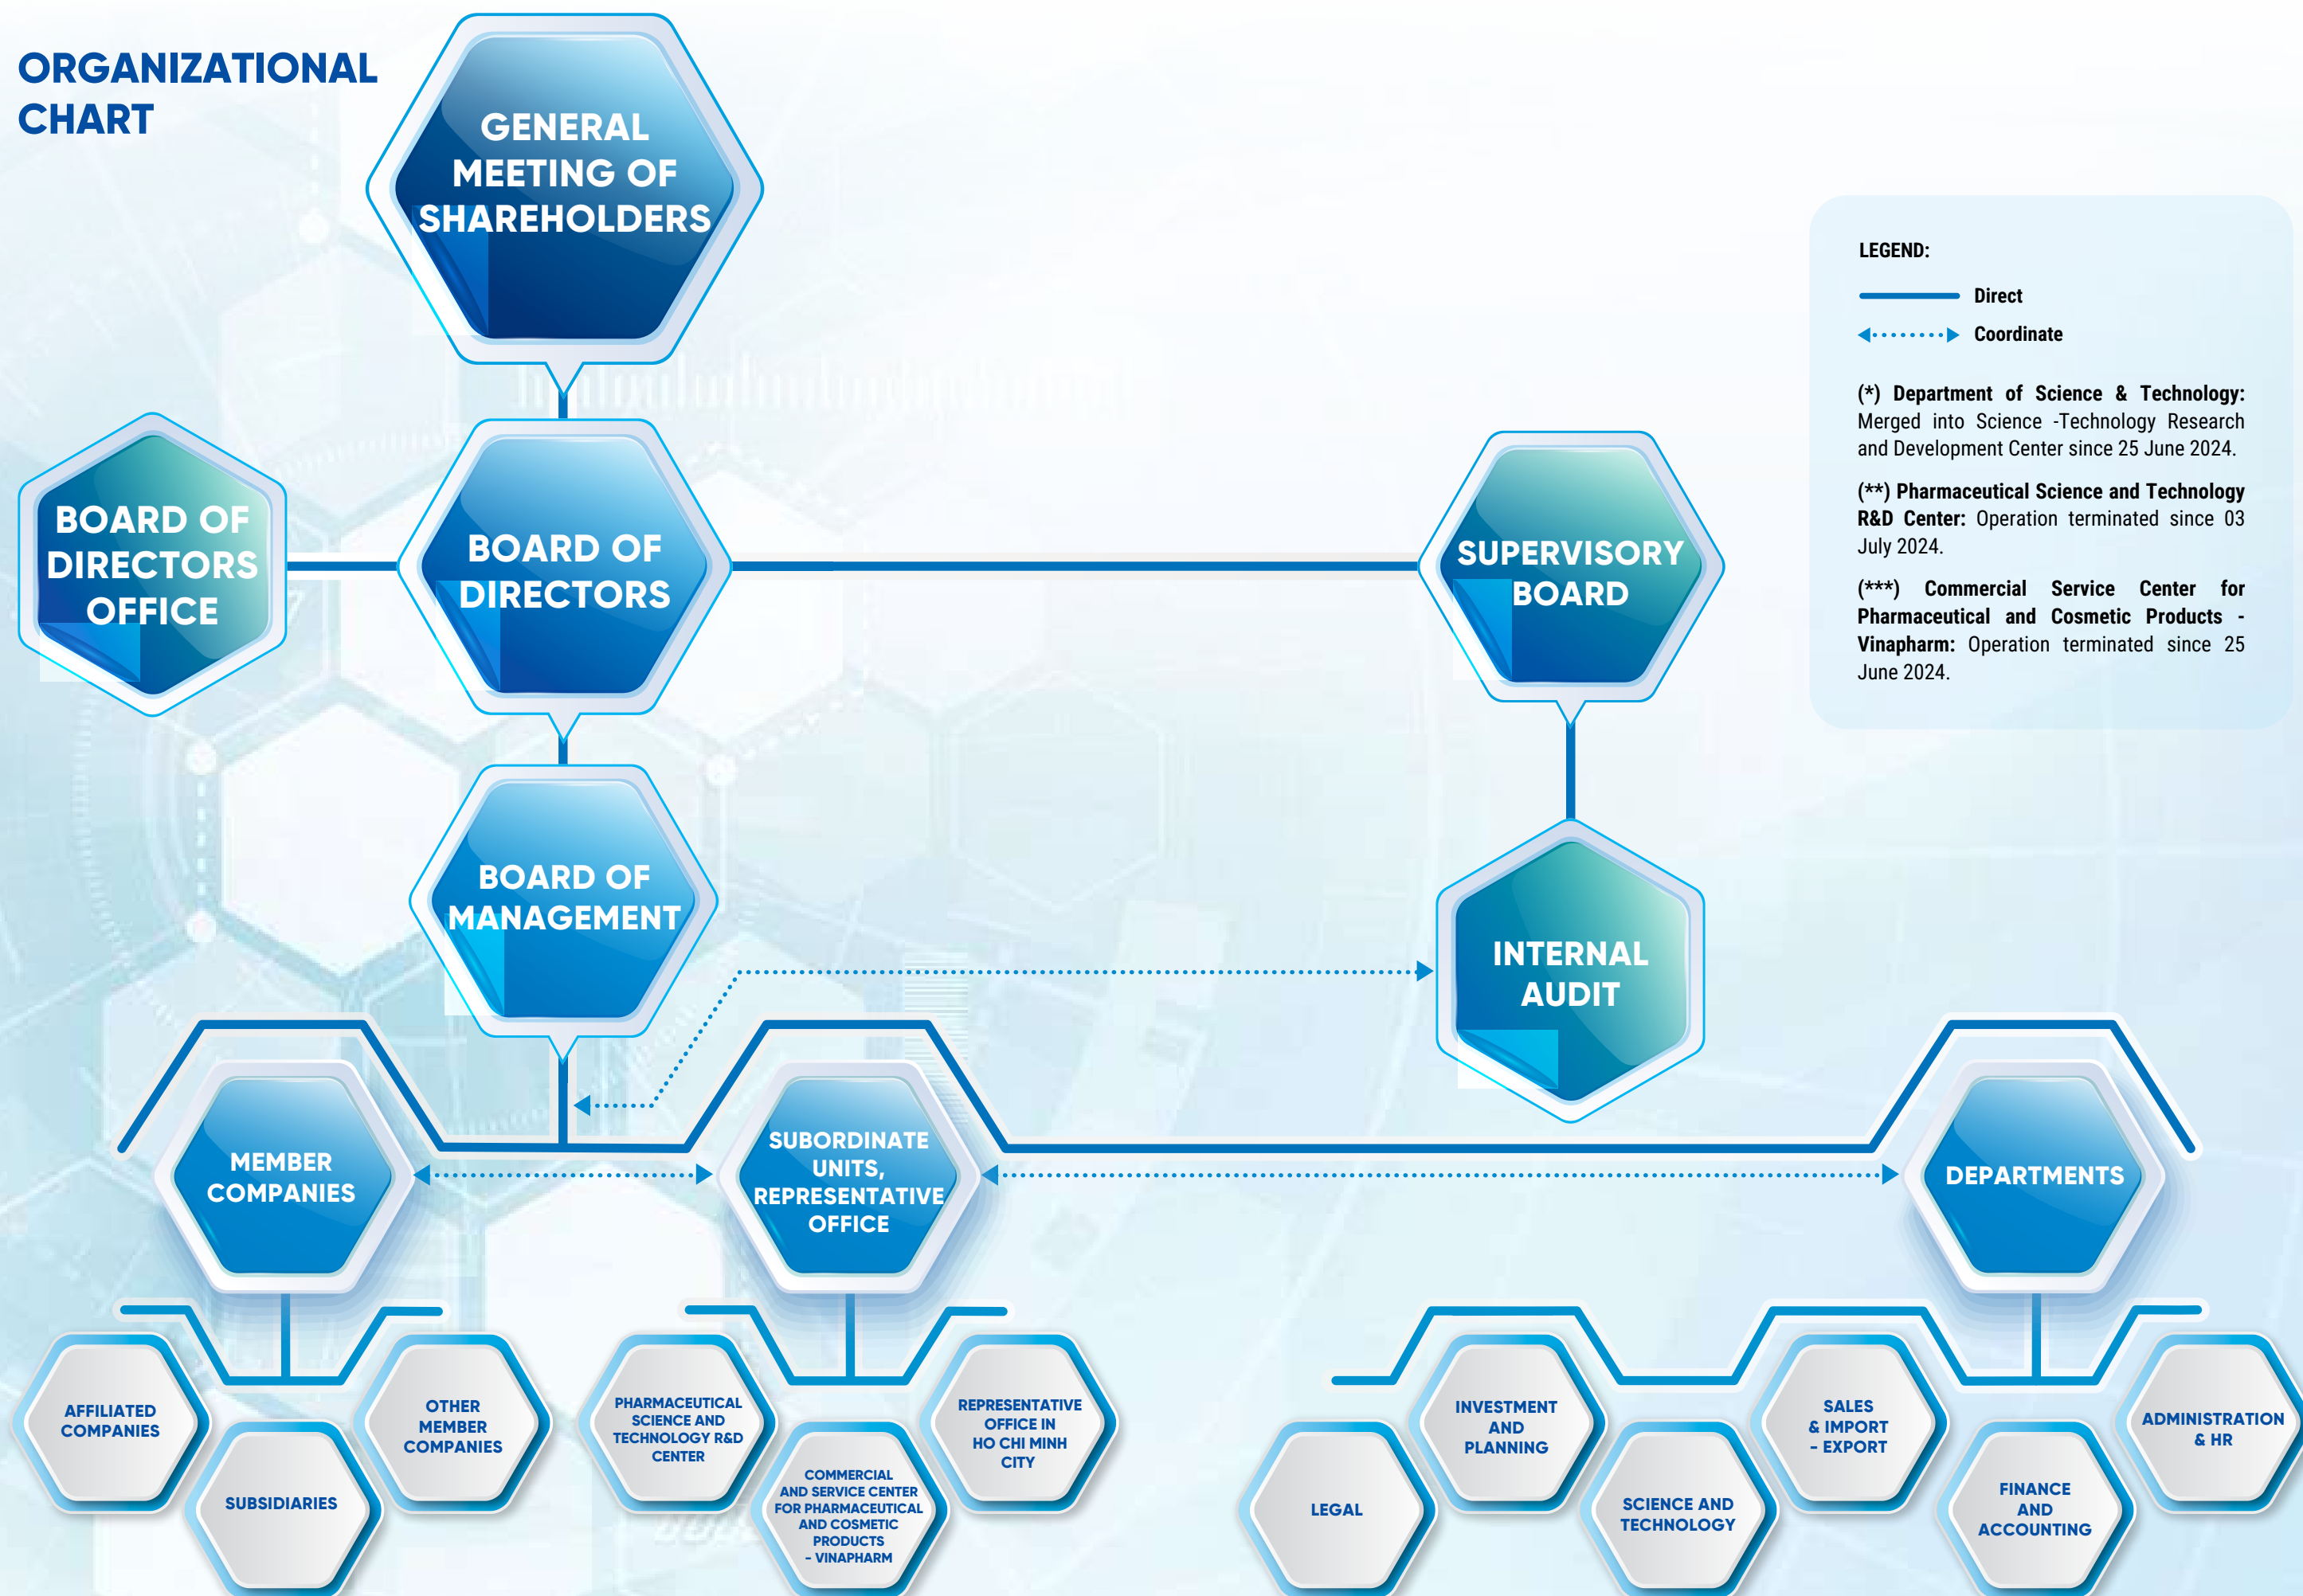 ORGANIZATIONAL
CHART
GENERAL
MEETING OF
SHAREHOLDERS
BOARD OF
DIRECTORS
OFFICE
BOARD OF
DIRECTORS
SUPERVISORY
BOARD
LEGEND:
Direct
Coordinate
(*) Department of Science & Technology:
Merged into Science -Technology Research
and Development Center since 25 June 2024.
(**) Pharmaceutical Science and Technology
R&D Center: Operation terminated since 03
July 2024.
(***) Commercial Service Center for
Pharmaceutical and Cosmetic Products -
Vinapharm: Operation terminated since 25
June 2024.
BOARD OF
MANAGEMENT
INTERNAL
AUDIT
MEMBER
COMPANIES
SUBORDINATE
UNITS,
REPRESENTATIVE
OFFICE
DEPARTMENTS
AFFILIATED
COMPANIES
SUBSIDIARIES
OTHER
MEMBER
COMPANIES
PHARMACEUTICAL
SCIENCE AND
TECHNOLOGY R&D
CENTER
COMMERCIAL
AND SERVICE CENTER
FOR PHARMACEUTICAL
AND COSMETIC
PRODUCTS
- VINAPHARM
REPRESENTATIVE
OFFICE IN
HO CHI MINH
CITY
LEGAL
INVESTMENT
AND
PLANNING
SCIENCE AND
TECHNOLOGY
SALES
& IMPORT
- EXPORT
FINANCE
AND
ACCOUNTING
ADMINISTRATION
& HR